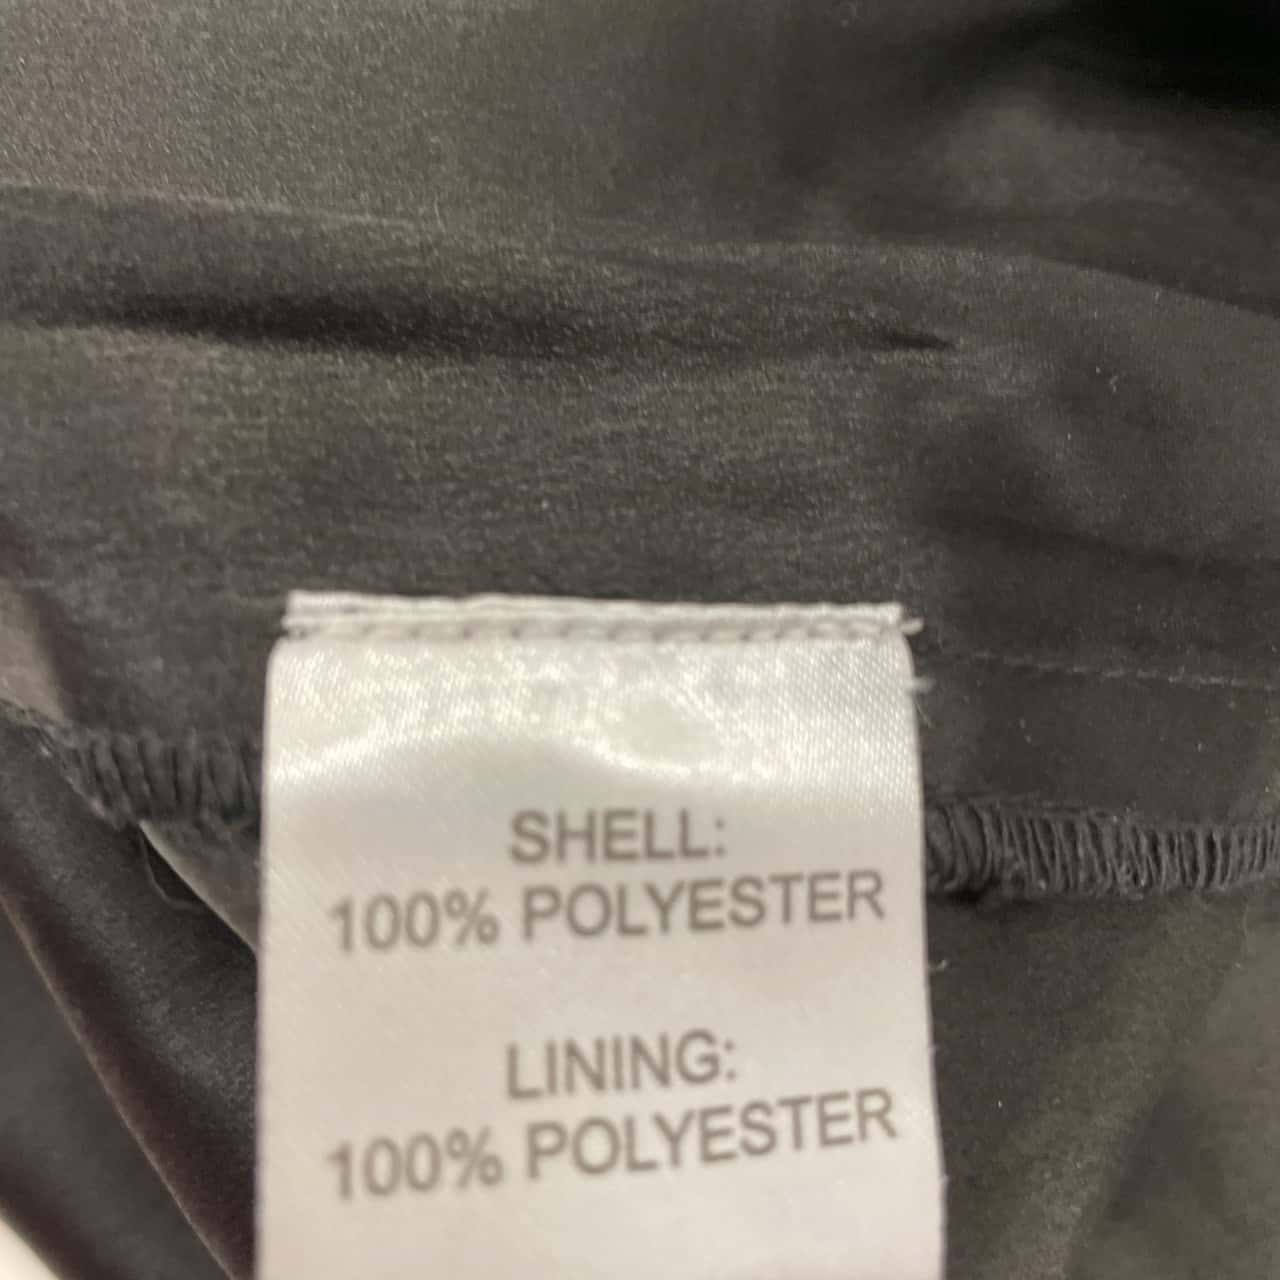 SHELL:
100% POLYESTER
LINING:
100% POLYESTER